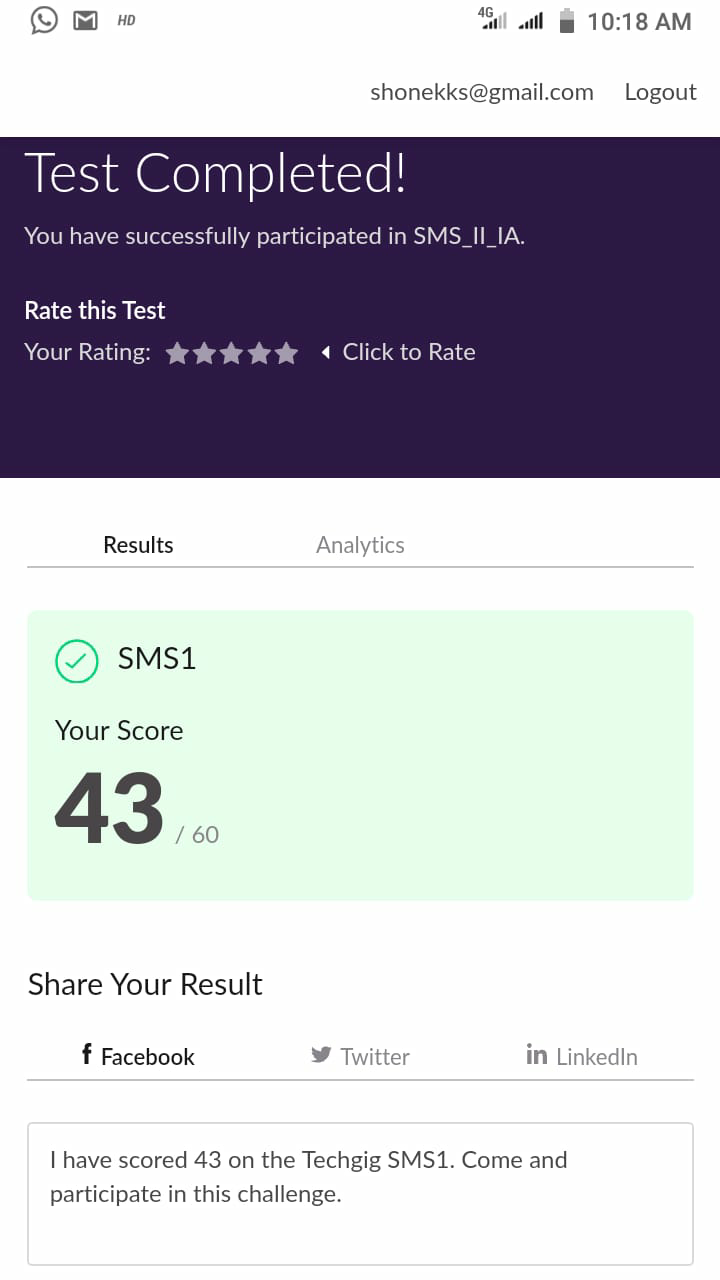 HD 4G 10:18 AM
shonekks@gmail.com Logout
Test Completed!
You have successfully participated in SMS_II_IA.
Rate this Test
Your Rating: Click to Rate
Results Analytics
SMS1
Your Score
43 / 60
Share Your Result
f Facebook Twitter in LinkedIn
I have scored 43 on the Techgig SMS1. Come and
participate in this challenge.